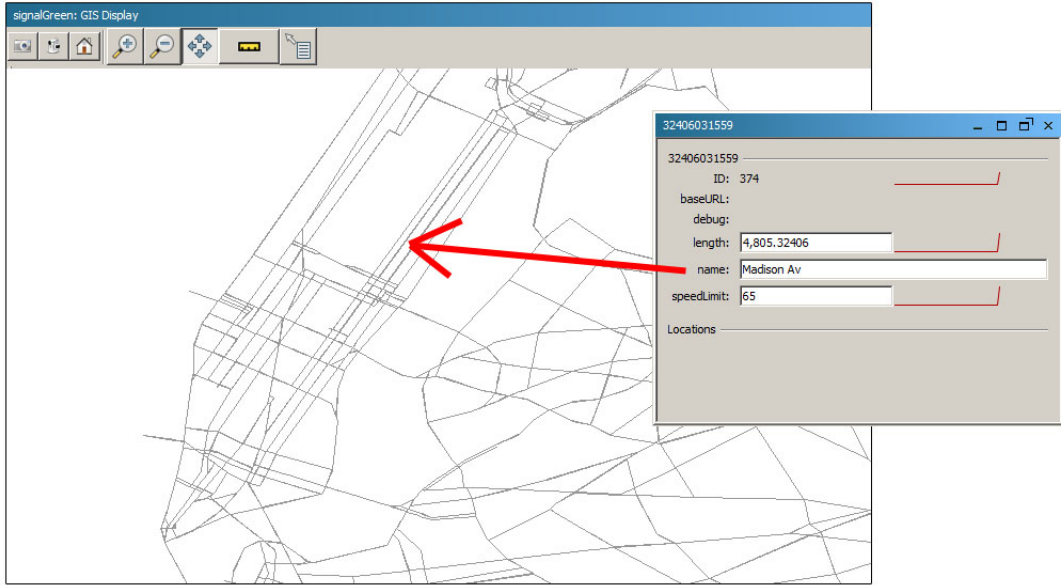 signalGreen: GIS Display
32406031559
32406031559
ID: 374
baseURL:
debug:
length: 4,805.32406
name: Madison Av
speedLimit: 65
Locations